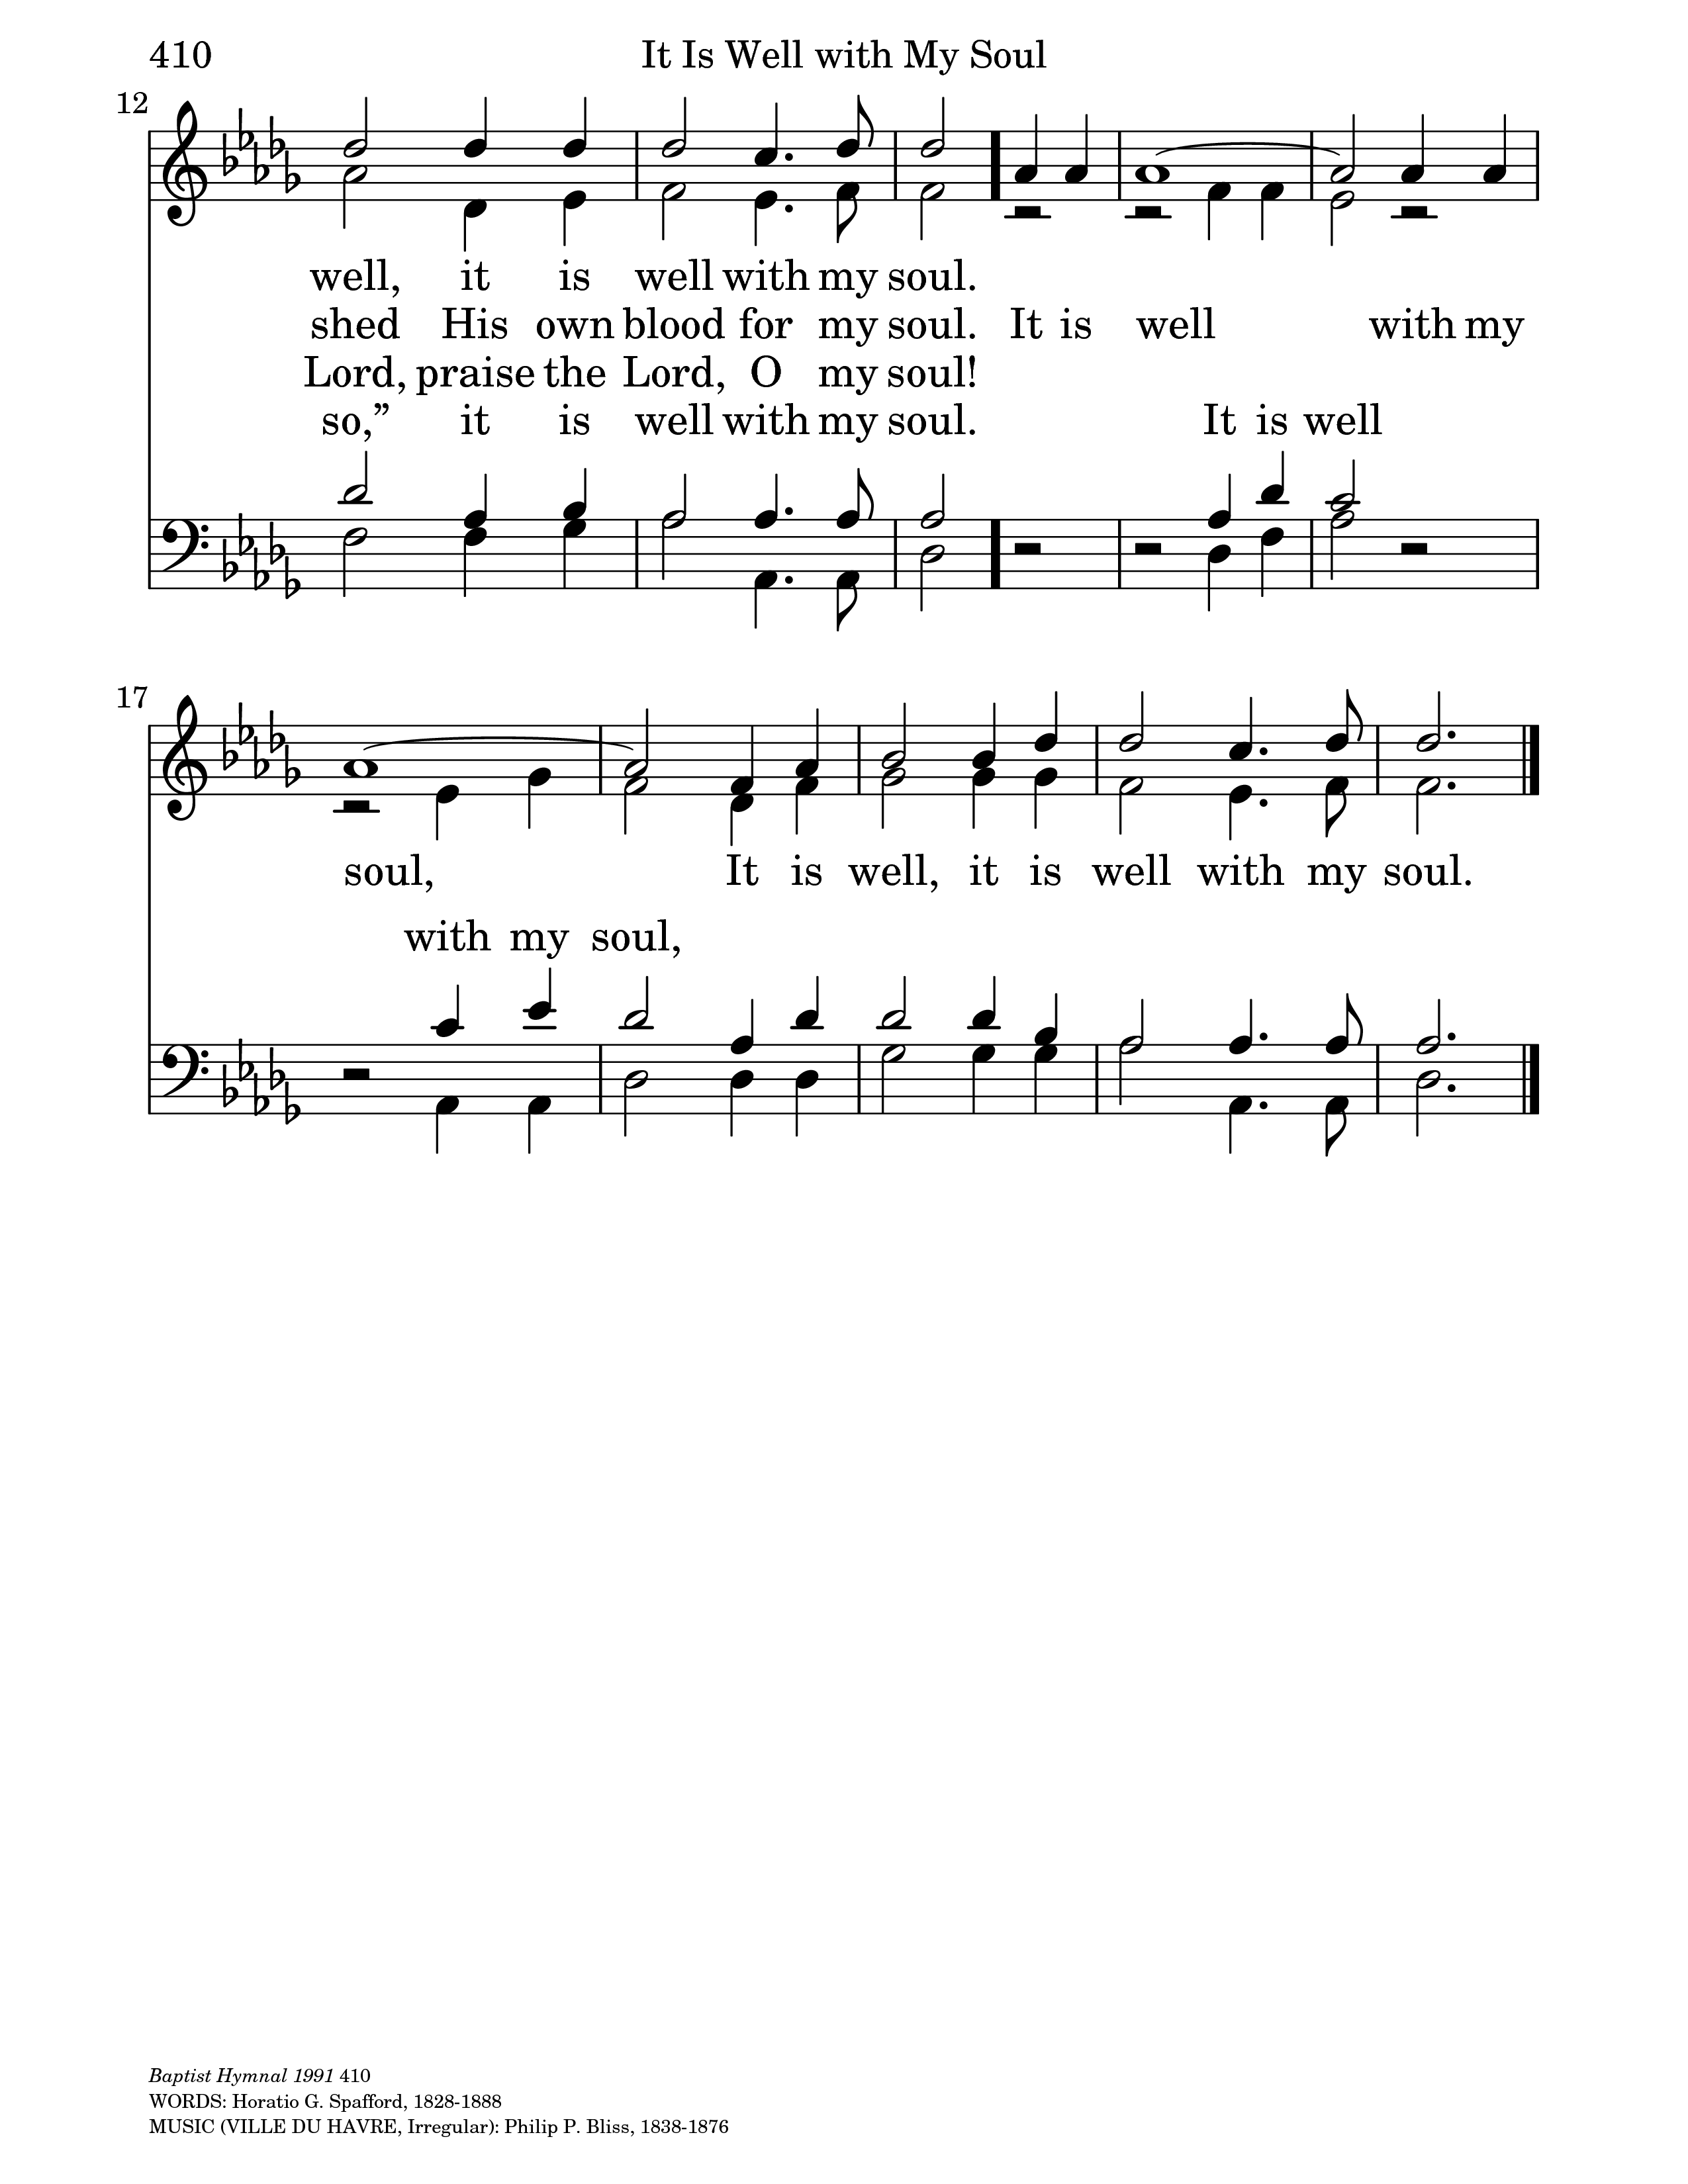 410 It Is Well with My Soul
12
well, it is well with my soul.
shed His own blood for my soul. It is well with my
Lord, praise the Lord, O my soul!
so,” it is well with my soul. It is well
17
soul, It is well, it is well with my soul.
with my soul,
Baptist Hymnal 1991 410
WORDS: Horatio G. Spafford, 1828-1888
MUSIC (VILLE DU HAVRE, Irregular): Philip P. Bliss, 1838-1876